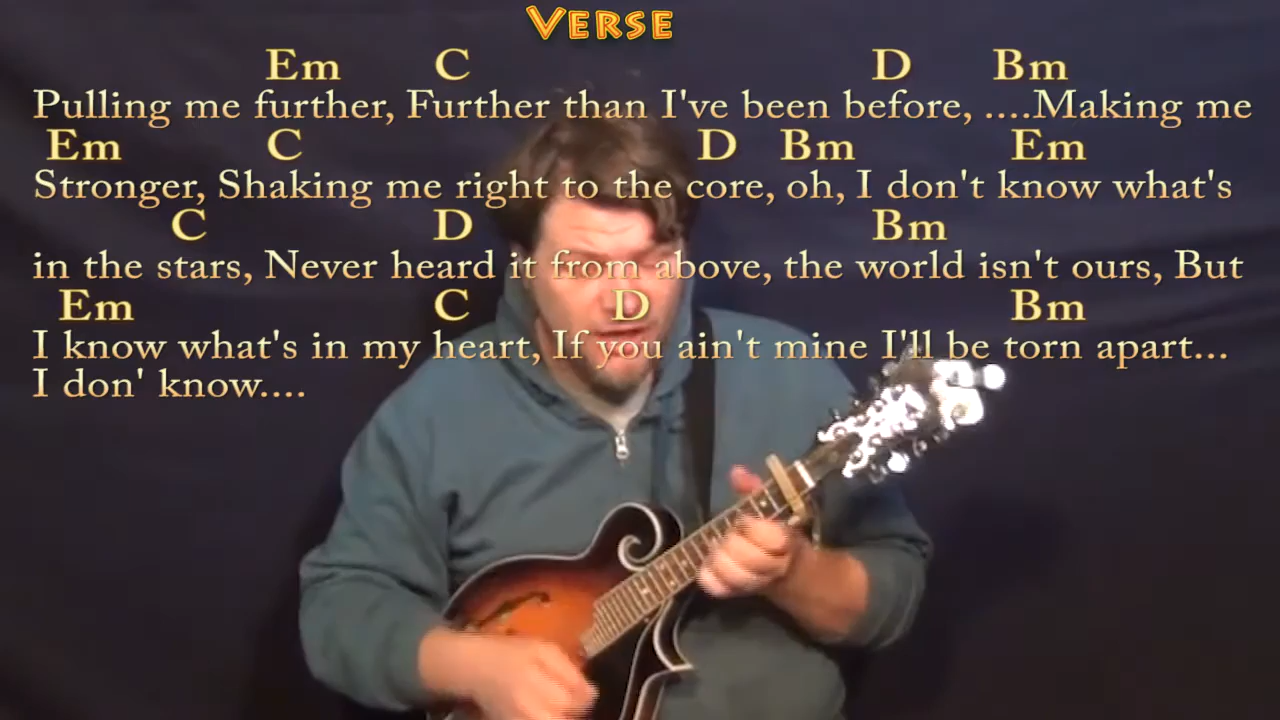 VERSE
Em C D Bm
Pulling me further, Further than I've been before, ....Making me
Em C D Bm Em
Stronger, Shaking me right to the core, oh, I don't know what's
C D Bm
in the stars, Never heard it from above, the world isn't ours, But
Em C D Bm
I know what's in my heart, If you ain't mine I'll be torn apart...
I don' know....